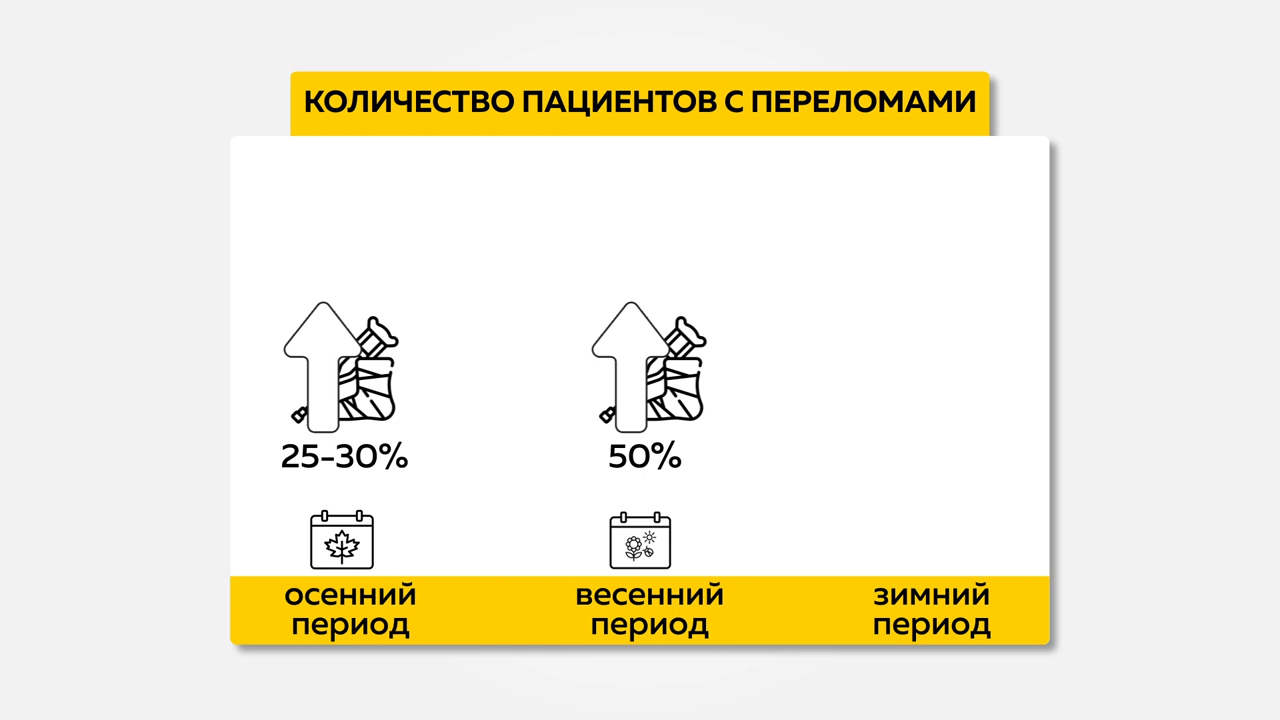 КОЛИЧЕСТВО ПАЦИЕНТОВ С ПЕРЕЛОМАМИ
25-30%
50%
осенний
период
весенний
период
зимний
период